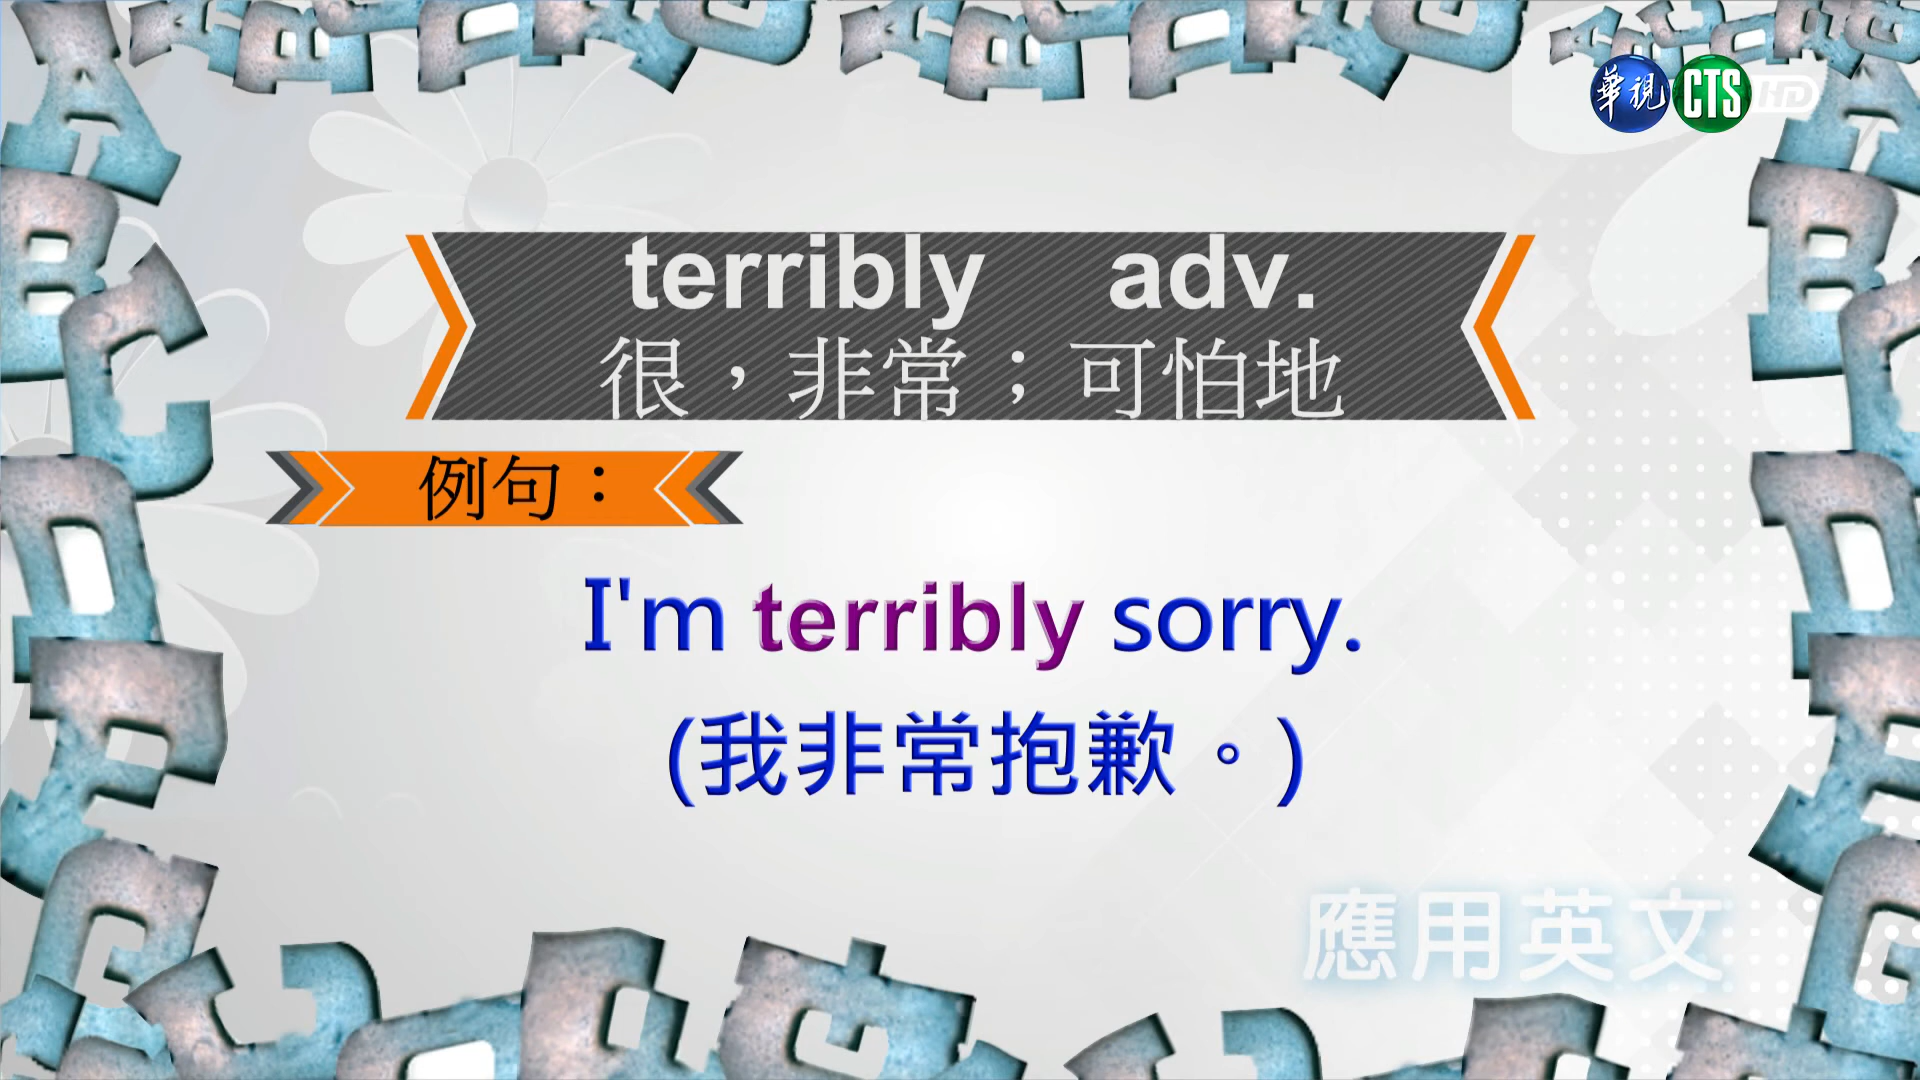 華視 CTS HD
terribly adv.
很，非常；可怕地
例句：
I'm terribly sorry.
(我非常抱歉。)
應用英文